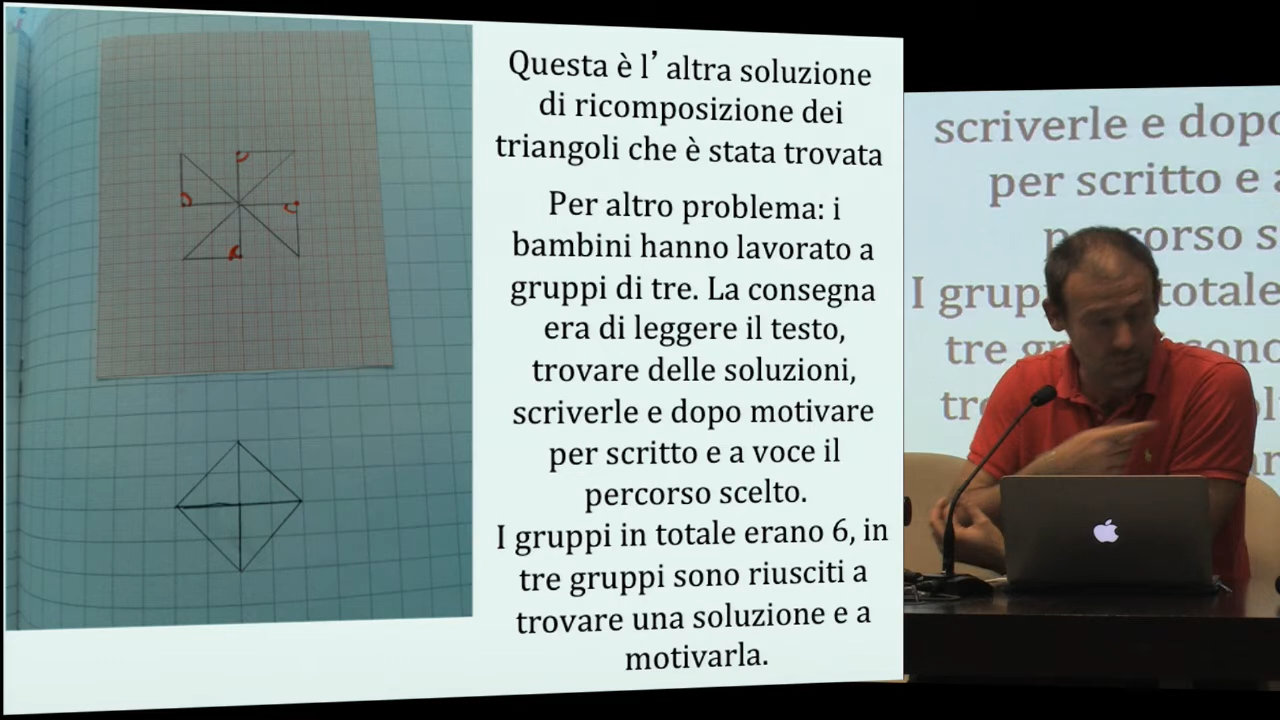 Questa è l’ altra soluzione
di ricomposizione dei
triangoli che è stata trovata
Per altro problema: i
bambini hanno lavorato a
gruppi di tre. La consegna
era di leggere il testo,
trovare delle soluzioni,
scriverle e dopo motivare
per scritto e a voce il
percorso scelto.
I gruppi in totale erano 6, in
tre gruppi sono riusciti a
trovare una soluzione e a
motivarla.
scriverle e dopo
per scritto e a
I grup totale